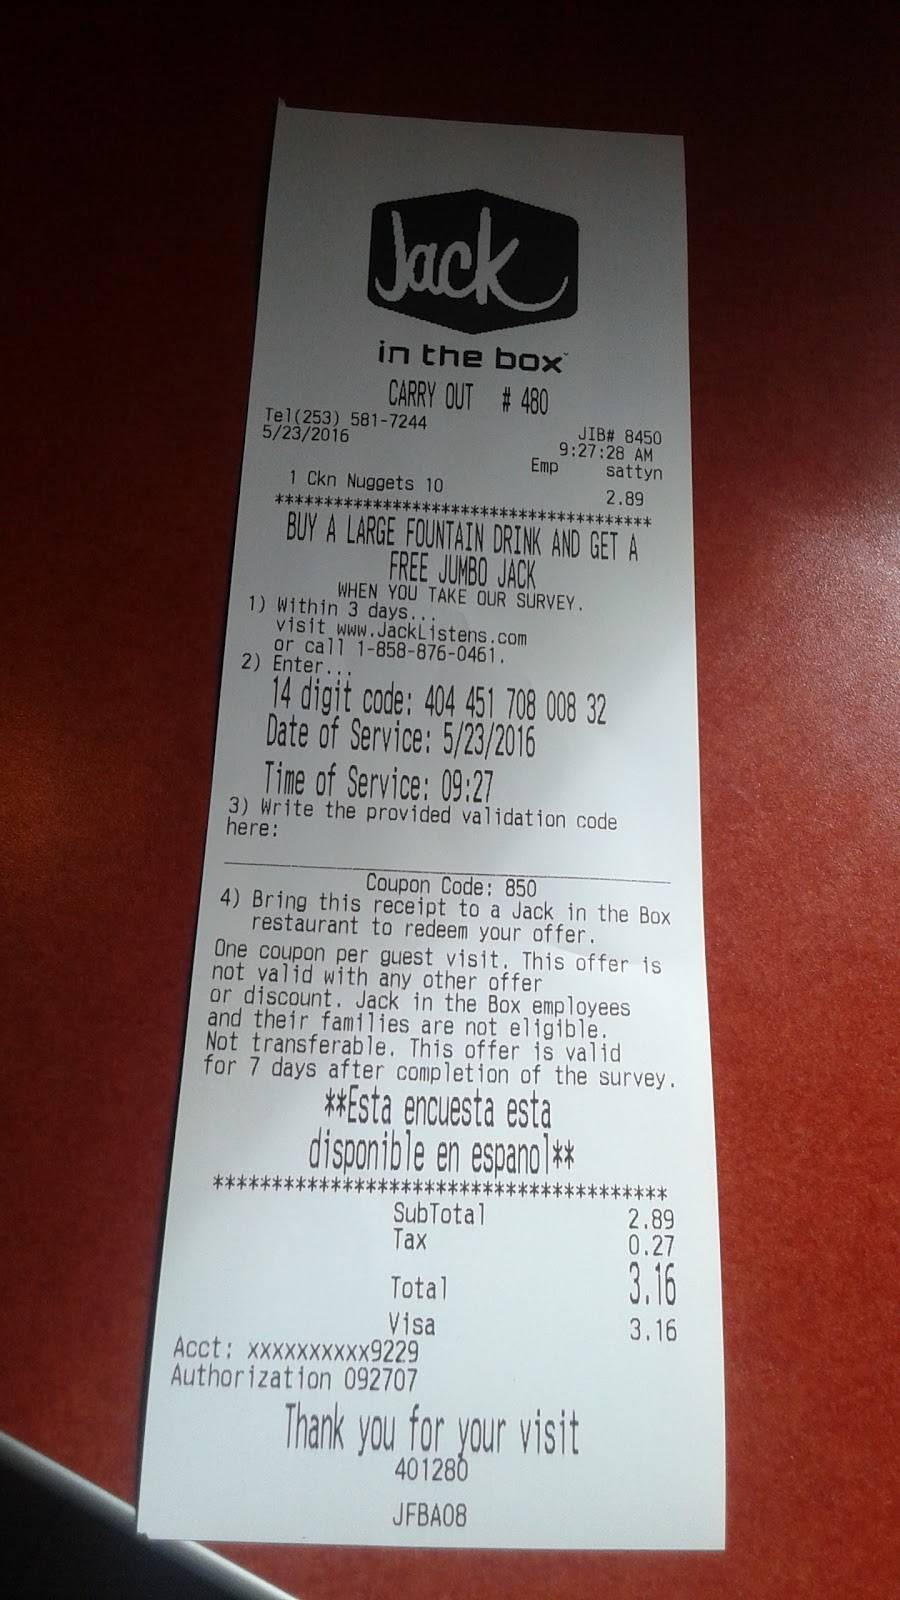 Jack
in the box™
CARRY OUT # 480
Tel(253) 581-7244 JIB# 8450
5/23/2016 9:27:28 AM
Emp sattyn
1 Ckn Nuggets 10 2.89
***************************************
BUY A LARGE FOUNTAIN DRINK AND GET A
FREE JUMBO JACK
WHEN YOU TAKE OUR SURVEY.
1) Within 3 days...
visit www.JackListens.com
or call 1-858-876-0461.
2) Enter...
14 digit code: 404 451 708 008 32
Date of Service: 5/23/2016
Time of Service: 09:27
3) Write the provided validation code
here:
Coupon Code: 850
4) Bring this receipt to a Jack in the Box
restaurant to redeem your offer.
One coupon per guest visit. This offer is
not valid with any other offer
or discount. Jack in the Box employees
and their families are not eligible.
Not transferable. This offer is valid
for 7 days after completion of the survey.
**Esta encuesta esta
disponible en espanol**
***************************************
SubTotal 2.89
Tax 0.27
Total 3.16
Visa 3.16
Acct: xxxxxxxxxx9229
Authorization 092707
Thank you for your visit
401280
JFBA08